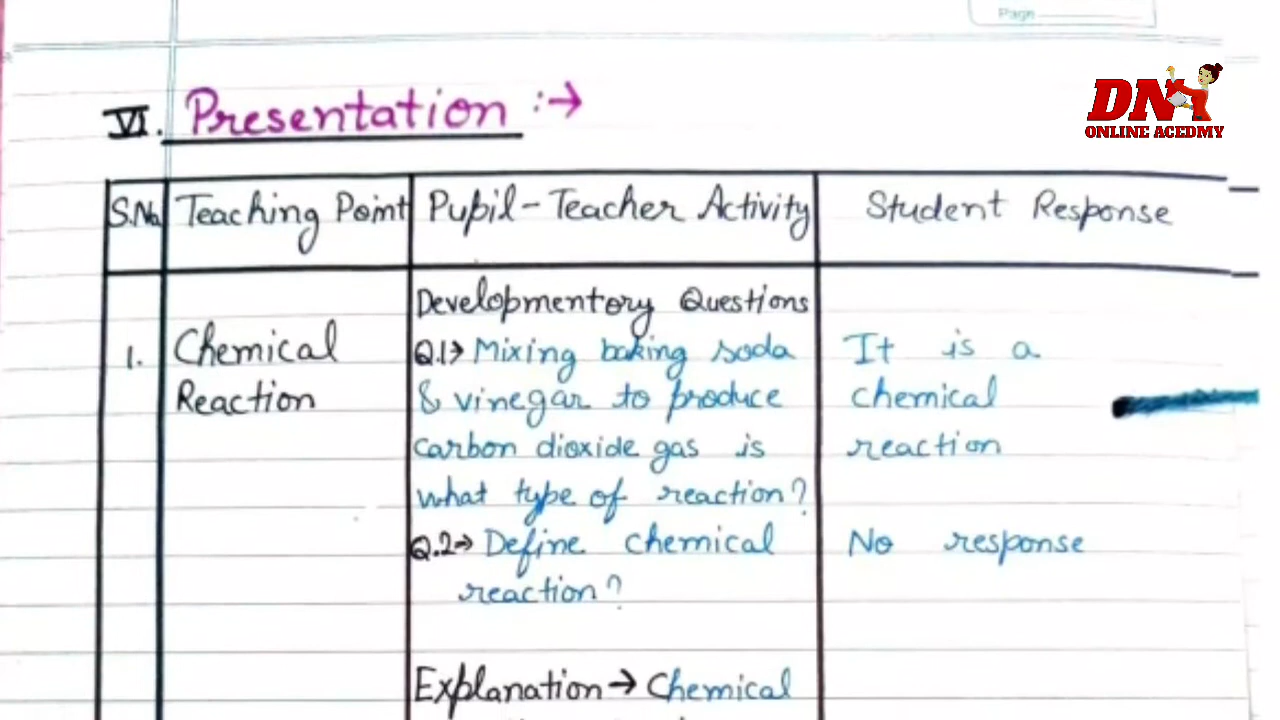 Page
DNY
ONLINE ACEDMY
VI. Presentation :→
S.No Teaching Point Pupil-Teacher Activity Student Response
Developmentory Questions
1. Chemical Q.1→ Mixing baking soda It is a
Reaction & vinegar to produce chemical
carbon dioxide gas is reaction
what type of reaction?
Q.2→ Define chemical No response
reaction?
Explanation → Chemical